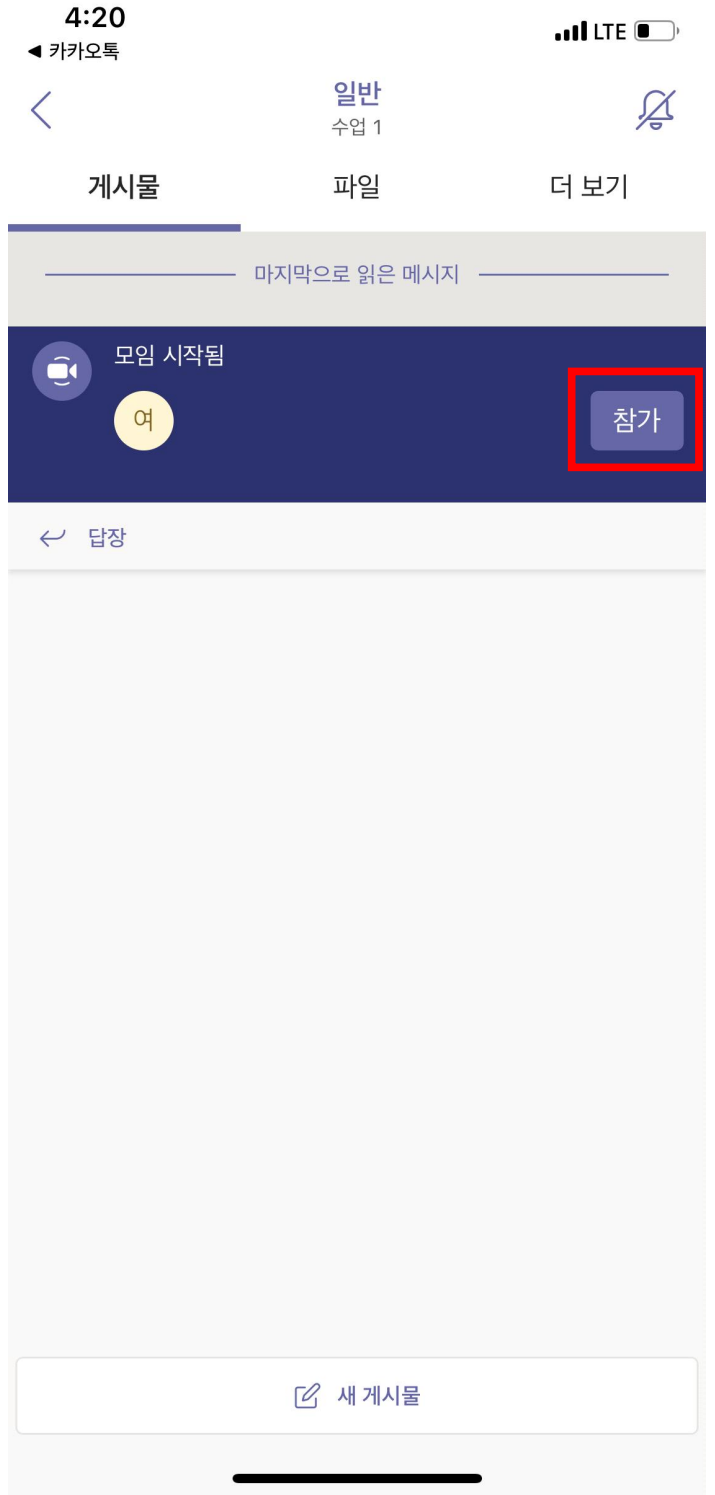 4:20
LTE
◀ 카카오톡
일반
수업 1
게시물 파일 더 보기
마지막으로 읽은 메시지
모임 시작됨
여
참가
답장
새 게시물